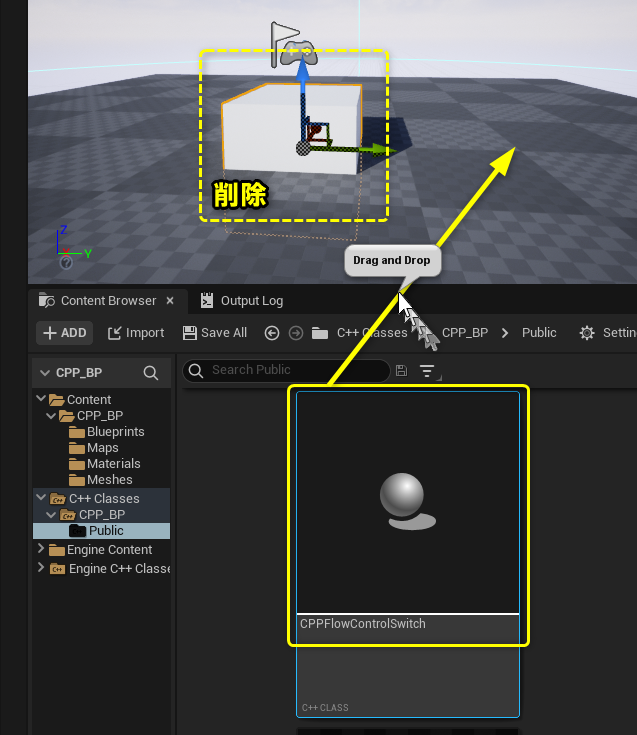 削除
Z
X
Y
Drag and Drop
Content Browser
Output Log
ADD
Import
Save All
C++ Classes
CPP_BP
Public
CPP_BP
Search Public
Content
CPP_BP
Blueprints
Maps
Materials
Meshes
C++ Classes
CPP_BP
Public
Engine Content
Engine C++ Classe
CPPFlowControlSwitch
C++ CLASS